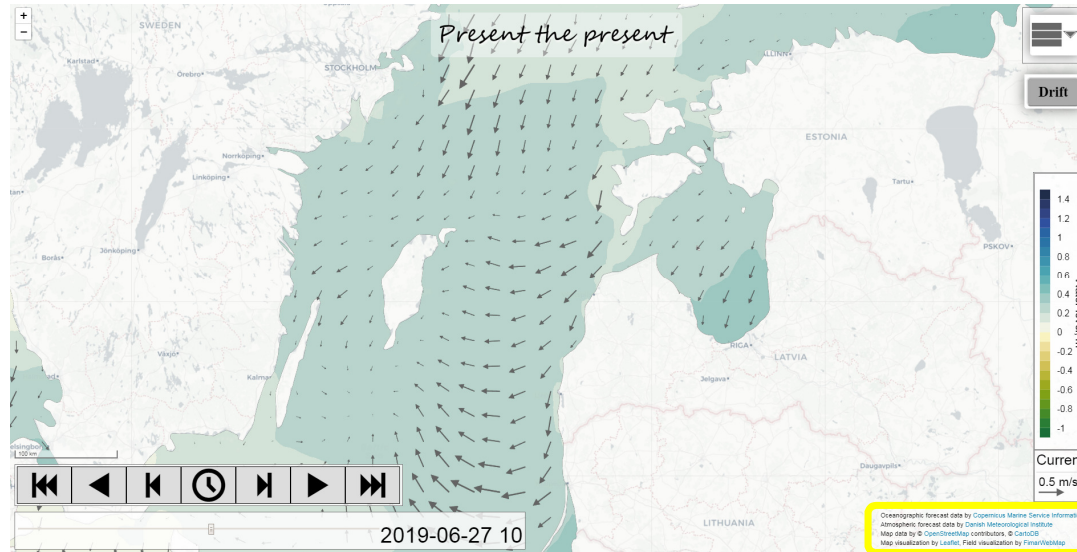 +
−
Present the present
SWEDEN
Karlstad
Örebro
STOCKHOLM
Drift
ESTONIA
Norrköping
Linköping
Tartu
PSKOV
Jönköping
Borås
1.4
1.2
1
0.8
0.6
0.4
0.2
0
-0.2
-0.4
-0.6
-0.8
-1
RIGA
LATVIA
Växjö
Kalmar
Jelgava
100 km
Daugavpils
Curren
0.5 m/s
2019-06-27 10
LITHUANIA
Oceanographic forecast data by Copernicus Marine Service Informati
Atmospheric forecast data by Danish Meteorological Institute
Map data by © OpenStreetMap contributors, © CartoDB
Map visualization by Leaflet, Field visualization by FimarWebMap